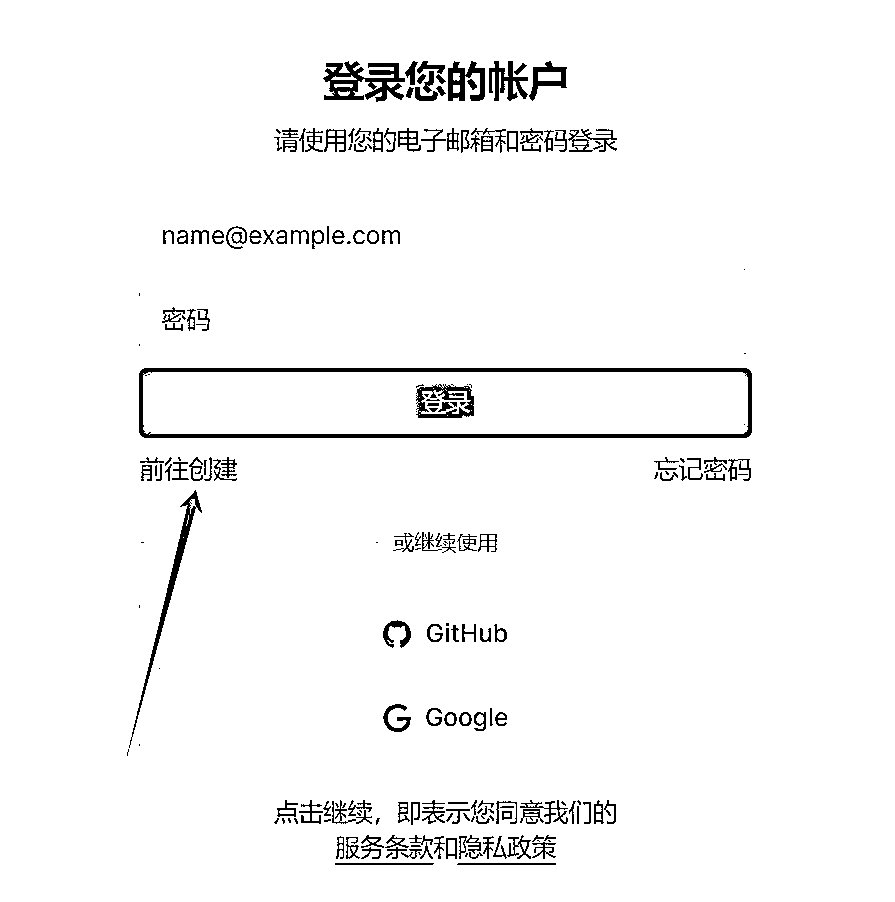 登录您的帐户
请使用您的电子邮箱和密码登录
name@example.com
密码
登录
前往创建 忘记密码
或继续使用
GitHub
Google
点击继续，即表示您同意我们的
服务条款和隐私政策